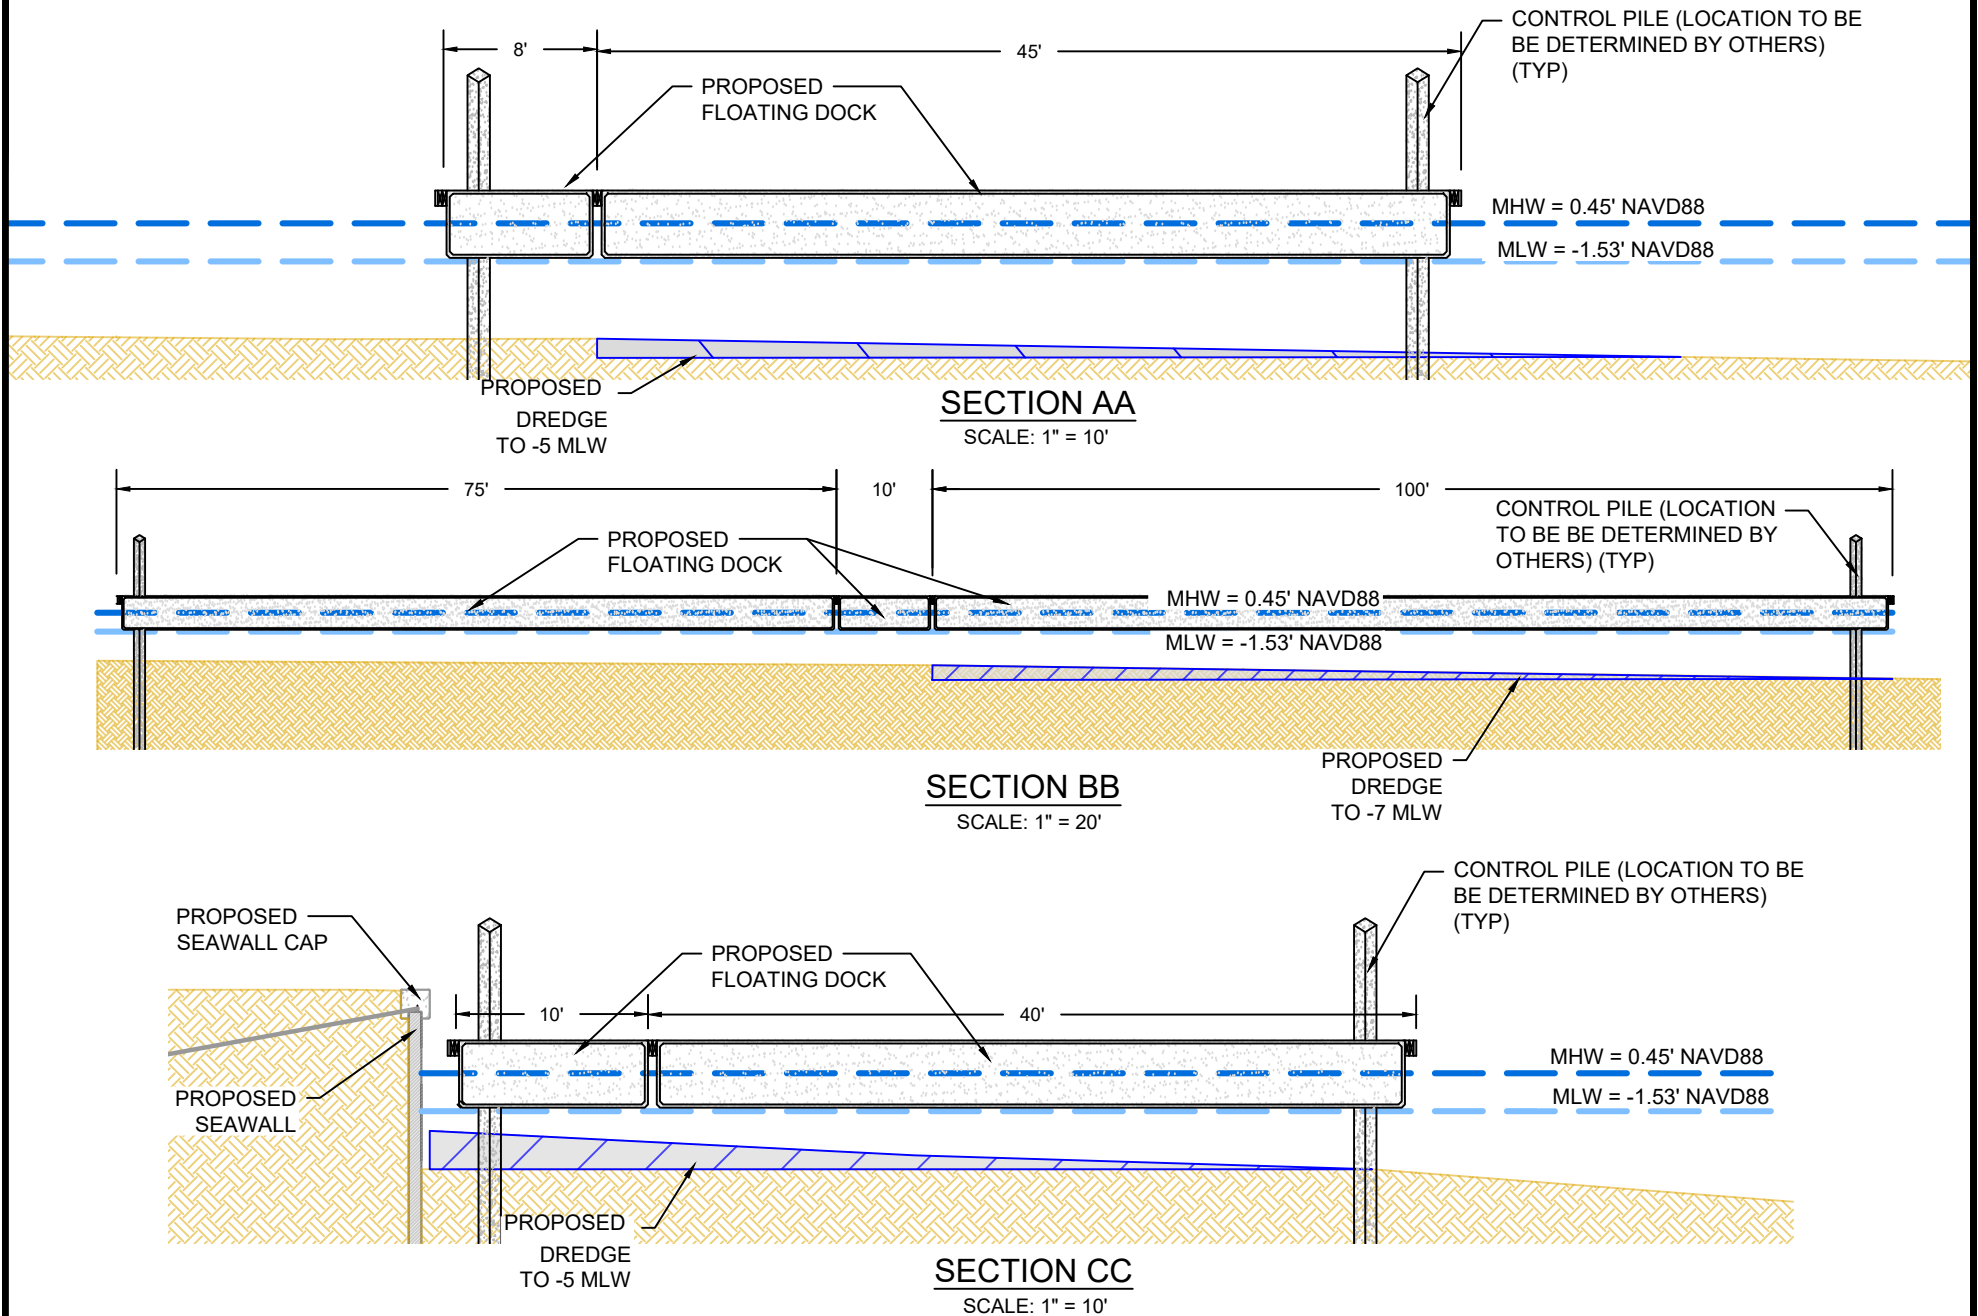 8'
45'
CONTROL PILE (LOCATION TO BE
BE DETERMINED BY OTHERS)
(TYP)
PROPOSED
FLOATING DOCK
MHW = 0.45' NAVD88
MLW = -1.53' NAVD88
PROPOSED
DREDGE
TO -5 MLW
SECTION AA
SCALE: 1" = 10'
75'
10'
100'
CONTROL PILE (LOCATION
TO BE BE DETERMINED BY
OTHERS) (TYP)
PROPOSED
FLOATING DOCK
MHW = 0.45' NAVD88
MLW = -1.53' NAVD88
PROPOSED
DREDGE
TO -7 MLW
SECTION BB
SCALE: 1" = 20'
CONTROL PILE (LOCATION TO BE
BE DETERMINED BY OTHERS)
(TYP)
PROPOSED
SEAWALL CAP
PROPOSED
FLOATING DOCK
10'
40'
MHW = 0.45' NAVD88
MLW = -1.53' NAVD88
PROPOSED
SEAWALL
PROPOSED
DREDGE
TO -5 MLW
SECTION CC
SCALE: 1" = 10'